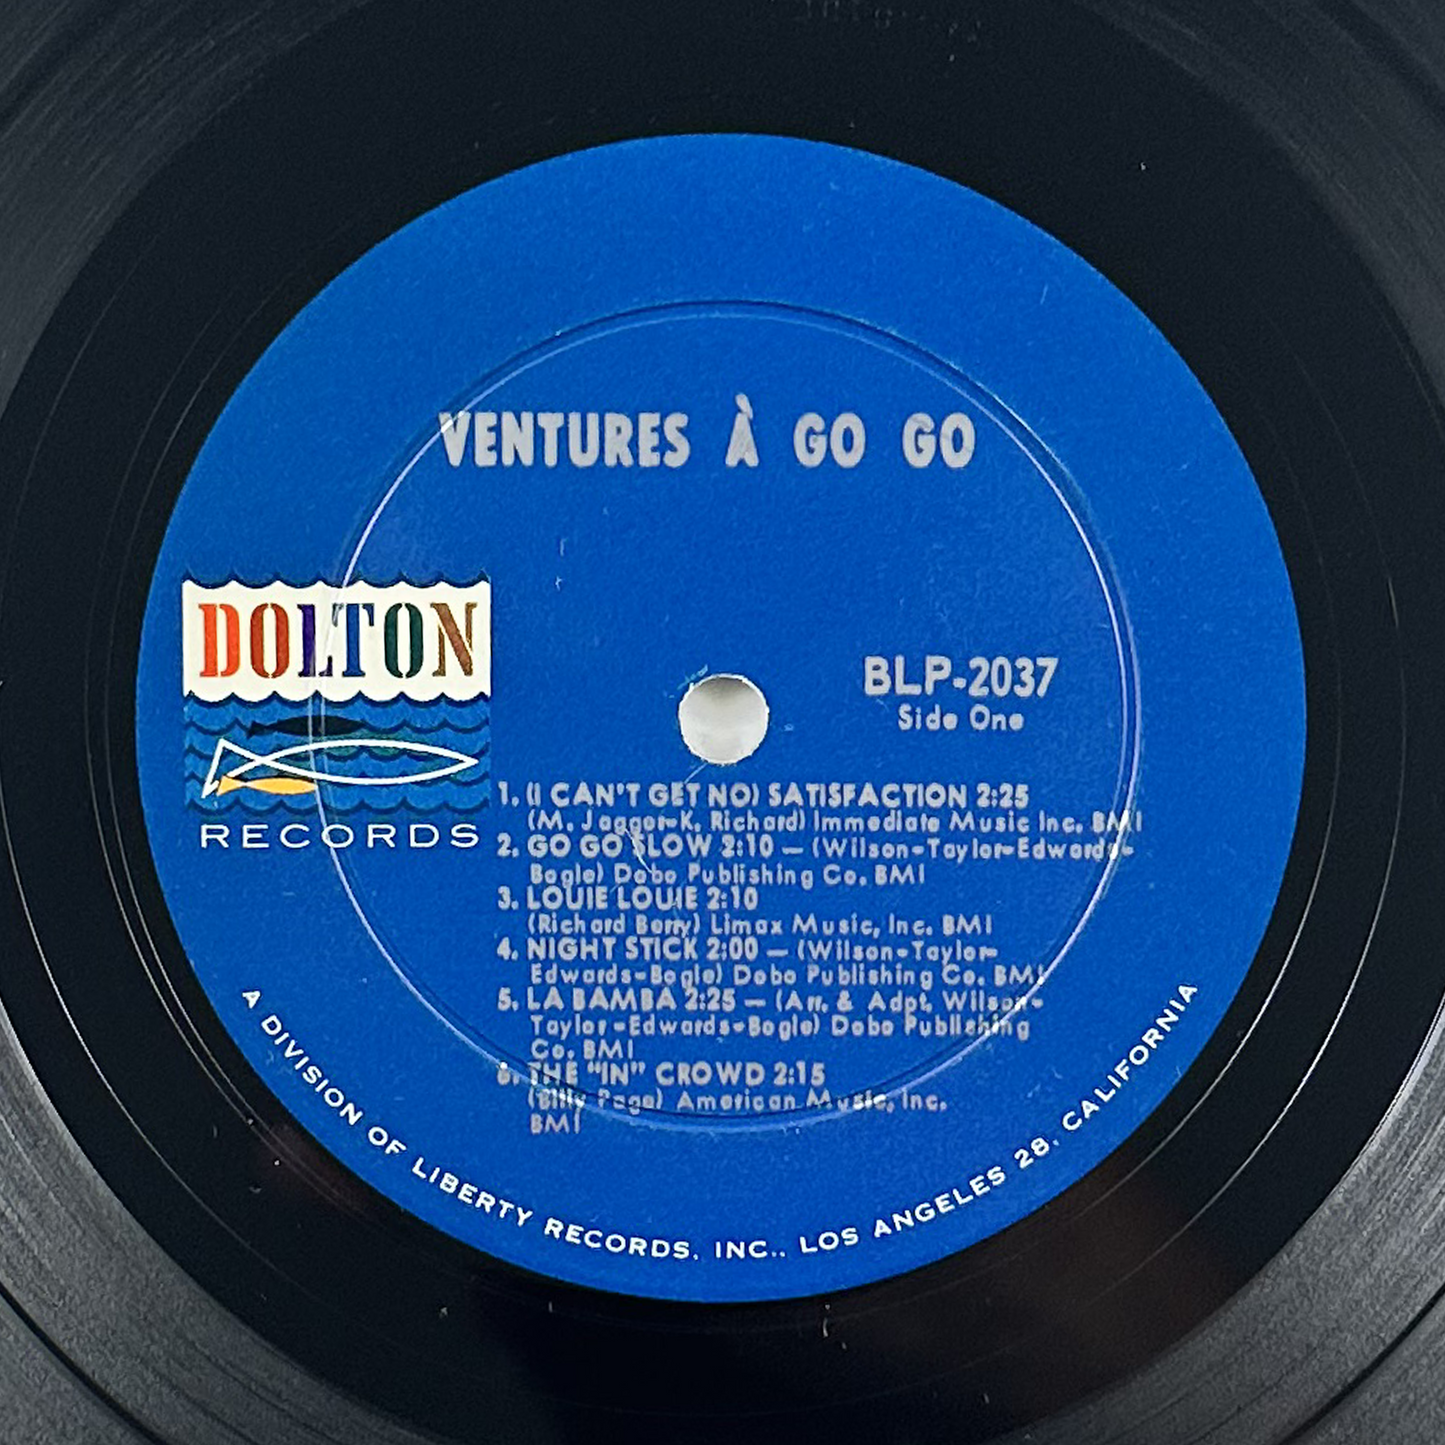 VENTURES À GO GO
DOLTON
RECORDS
BLP-2037
Side One
1. (I CAN'T GET NO) SATISFACTION 2:25
(M. Jagger-K. Richard) Immediate Music Inc. BMI
2. GO GO SLOW 2:10 — (Wilson-Taylor-Edwards-
Bogle) Dobo Publishing Co. BMI
3. LOUIE LOUIE 2:10
(Richard Berry) Limax Music, Inc. BMI
4. NIGHT STICK 2:00 — (Wilson-Taylor-
Edwards-Bogle) Dobo Publishing Co. BMI
5. LA BAMBA 2:25 — (Arr. & Adpt. Wilson-
Taylor-Edwards-Bogle) Dobo Publishing
Co. BMI
6. THE "IN" CROWD 2:15
(Billy Page) American Music, Inc.
BMI
A DIVISION OF LIBERTY RECORDS, INC., LOS ANGELES 28, CALIFORNIA